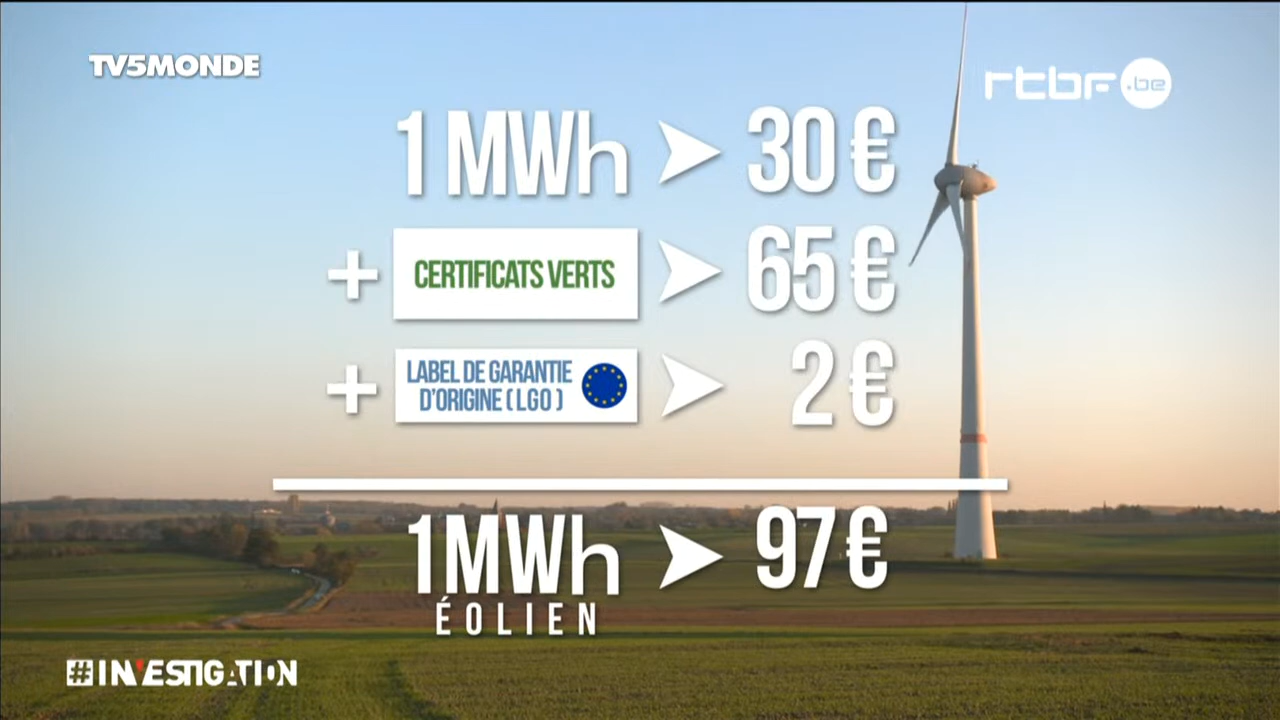 TV5MONDE
rtbf.be
1 MWh ➤ 30 €
+ CERTIFICATS VERTS ➤ 65 €
+ LABEL DE GARANTIE
D'ORIGINE ( LGO ) ➤ 2 €
1MWh ➤ 97€
ÉOLIEN
#INVESTIGATION